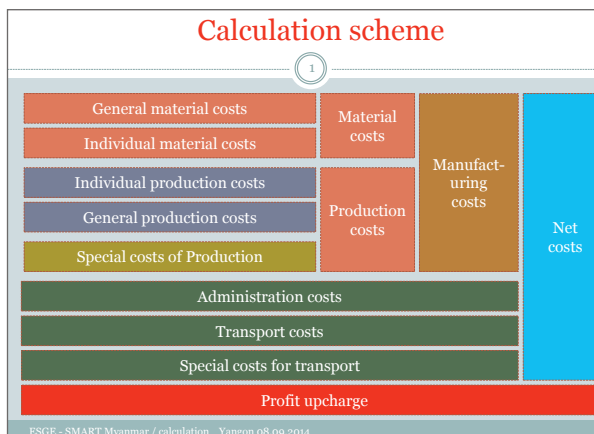 Calculation scheme
1
General material costs
Individual material costs
Material
costs
Individual production costs
General production costs
Special costs of Production
Production
costs
Manufact-
uring
costs
Net
costs
Administration costs
Transport costs
Special costs for transport
Profit upcharge
ESGE - SMART Myanmar / calculation Yangon 08.09.2014